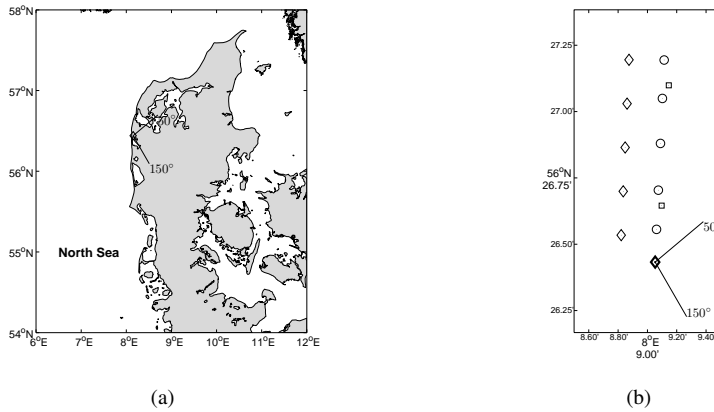 58°N
57°N
56°N
55°N
54°N
6°E 7°E 8°E 9°E 10°E 11°E 12°E
50°
150°
North Sea
(a)
27.25'
27.00'
56°N
26.75'
26.50'
26.25'
8.60' 8.80' 8°E 9.20' 9.40
9.00'
50
150°
(b)